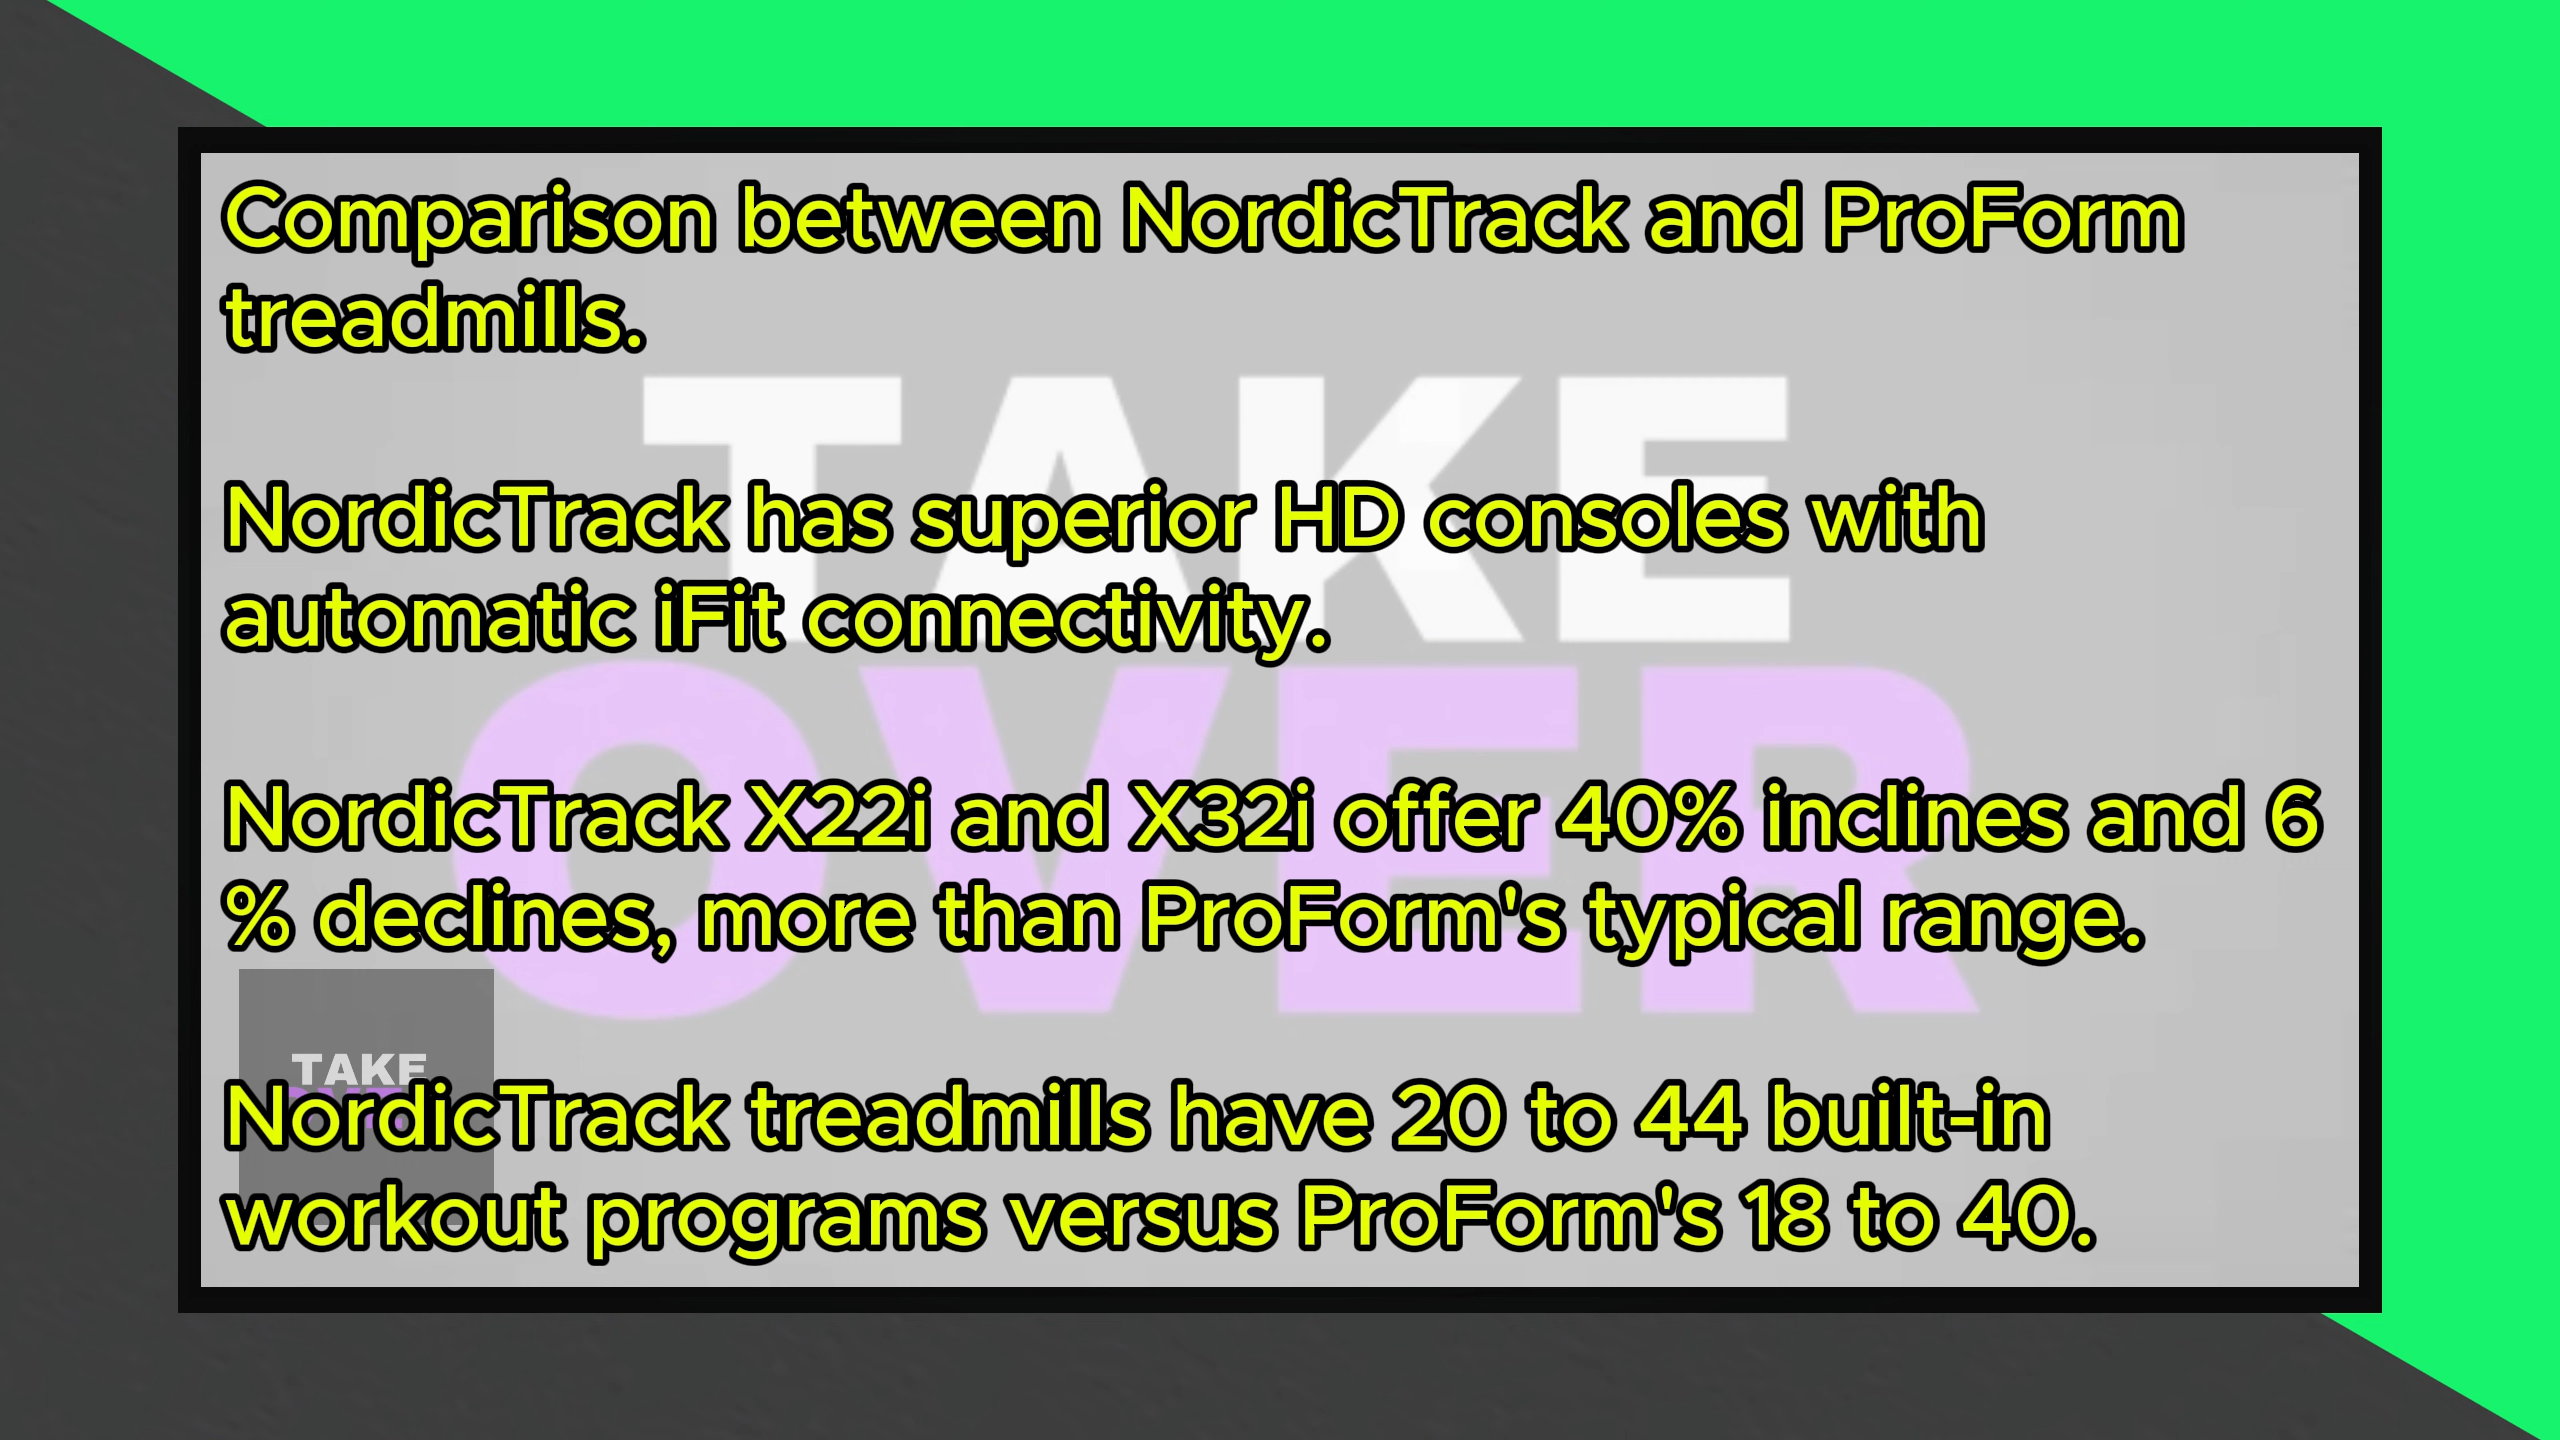 Comparison between NordicTrack and ProForm
treadmills.
TAKE
NordicTrack has superior HD consoles with
automatic iFit connectivity.
OVER
NordicTrack X22i and X32i offer 40% inclines and 6
% declines, more than ProForm's typical range.
TAKE
NordicTrack treadmills have 20 to 44 built-in
workout programs versus ProForm's 18 to 40.